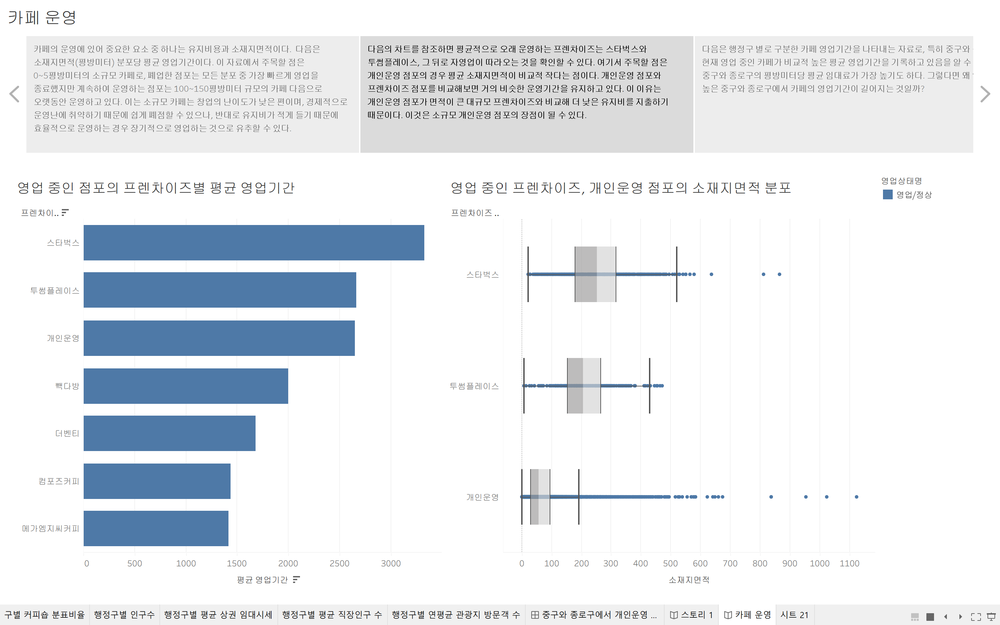 카페 운영
카페의 운영에 있어 중요한 요소 중 하나는 유지비용과 소재지면적이다. 다음은
소재지면적(평방미터) 분포당 평균 영업기간이다. 이 자료에서 주목할 점은
0~5평방미터의 소규모 카페로, 폐업한 점포는 모든 분포 중 가장 빠르게 영업을
종료했지만 계속하여 운영하는 점포는 100~150평방미터 규모의 카페 다음으로
오랫동안 운영하고 있다. 이는 소규모 카페는 창업의 난이도가 낮은 편이며, 경제적으로
운영난에 취약하기 때문에 쉽게 폐점할 수 있으나, 반대로 유지비가 적게 들기 때문에
효율적으로 운영하는 경우 장기적으로 영업하는 것으로 유추할 수 있다.
다음의 차트를 참조하면 평균적으로 오래 운영하는 프렌차이즈는 스타벅스와
투썸플레이스, 그 뒤로 자영업이 따라오는 것을 확인할 수 있다. 여기서 주목할 점은
개인운영 점포의 경우 평균 소재지면적이 비교적 작다는 점이다. 개인운영 점포와
프렌차이즈 점포를 비교해보면 거의 비슷한 운영기간을 유지하고 있다. 이 이유는
개인운영 점포가 면적이 큰 대규모 프렌차이즈와 비교해 더 낮은 유지비를 지출하기
때문이다. 이것은 소규모 개인운영 점포의 장점이 될 수 있다.
다음은 행정구 별로 구분한 카페 영업기간을 나타내는 자료로, 특히 중구와
현재 영업 중인 카페가 비교적 높은 평균 영업기간을 기록하고 있음을 알 수
중구와 종로구의 평방미터당 평균 임대료가 가장 높기도 하다. 그렇다면 왜
높은 중구와 종로구에서 카페의 영업기간이 길어지는 것일까?
영업 중인 점포의 프렌차이즈별 평균 영업기간
프렌차이..
스타벅스
투썸플레이스
개인운영
빽다방
더벤티
컴포즈커피
메가엠지씨커피
0 500 1000 1500 2000 2500 3000
평균 영업기간
영업 중인 프렌차이즈, 개인운영 점포의 소재지면적 분포
프렌차이즈 ..
스타벅스
투썸플레이스
개인운영
0 100 200 300 400 500 600 700 800 900 1000 1100
소재지면적
영업상태명
영업/정상
구별 커피숍 분표비율 행정구별 인구수 행정구별 평균 상권 임대시세 행정구별 평균 직장인구 수 행정구별 연평균 관광지 방문객 수 중구와 종로구에서 개인운영 ... 스토리 1 카페 운영 시트 21